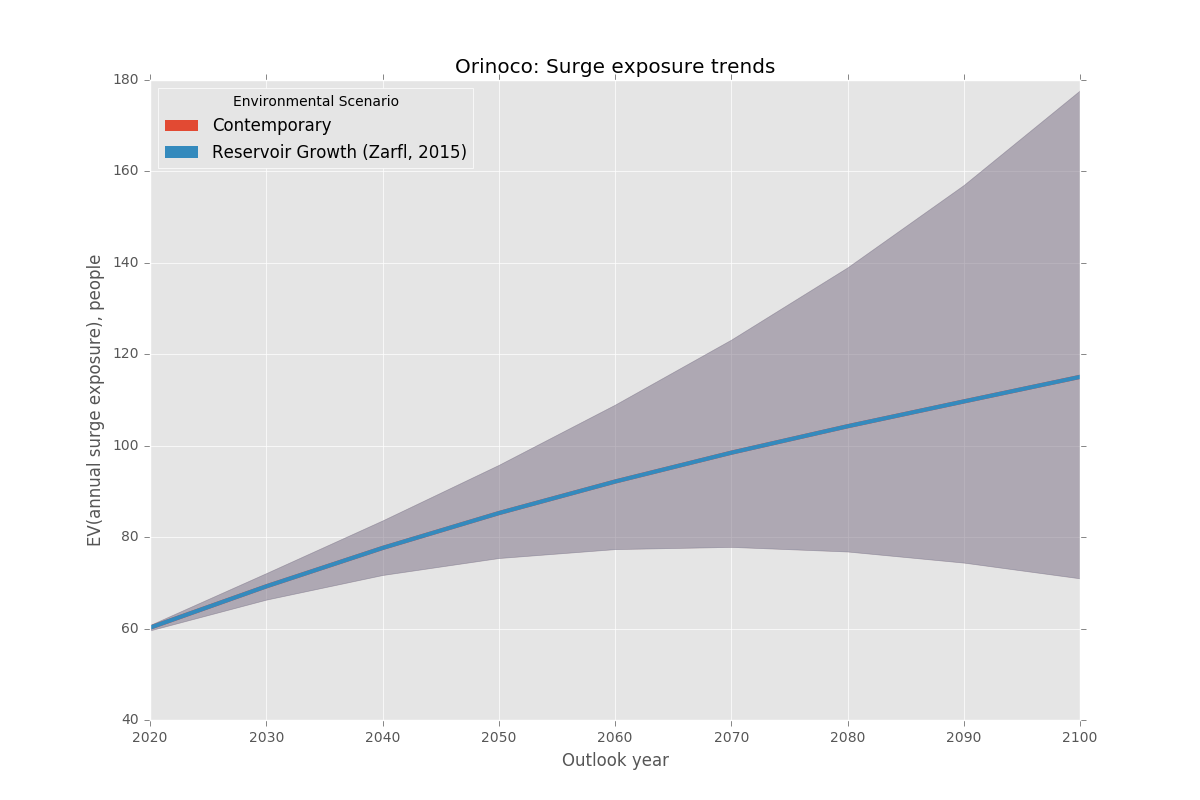 Orinoco: Surge exposure trends
Environmental Scenario
Contemporary
Reservoir Growth (Zarfl, 2015)
EV(annual surge exposure), people
180
160
140
120
100
80
60
40
2020 2030 2040 2050 2060 2070 2080 2090 2100
Outlook year